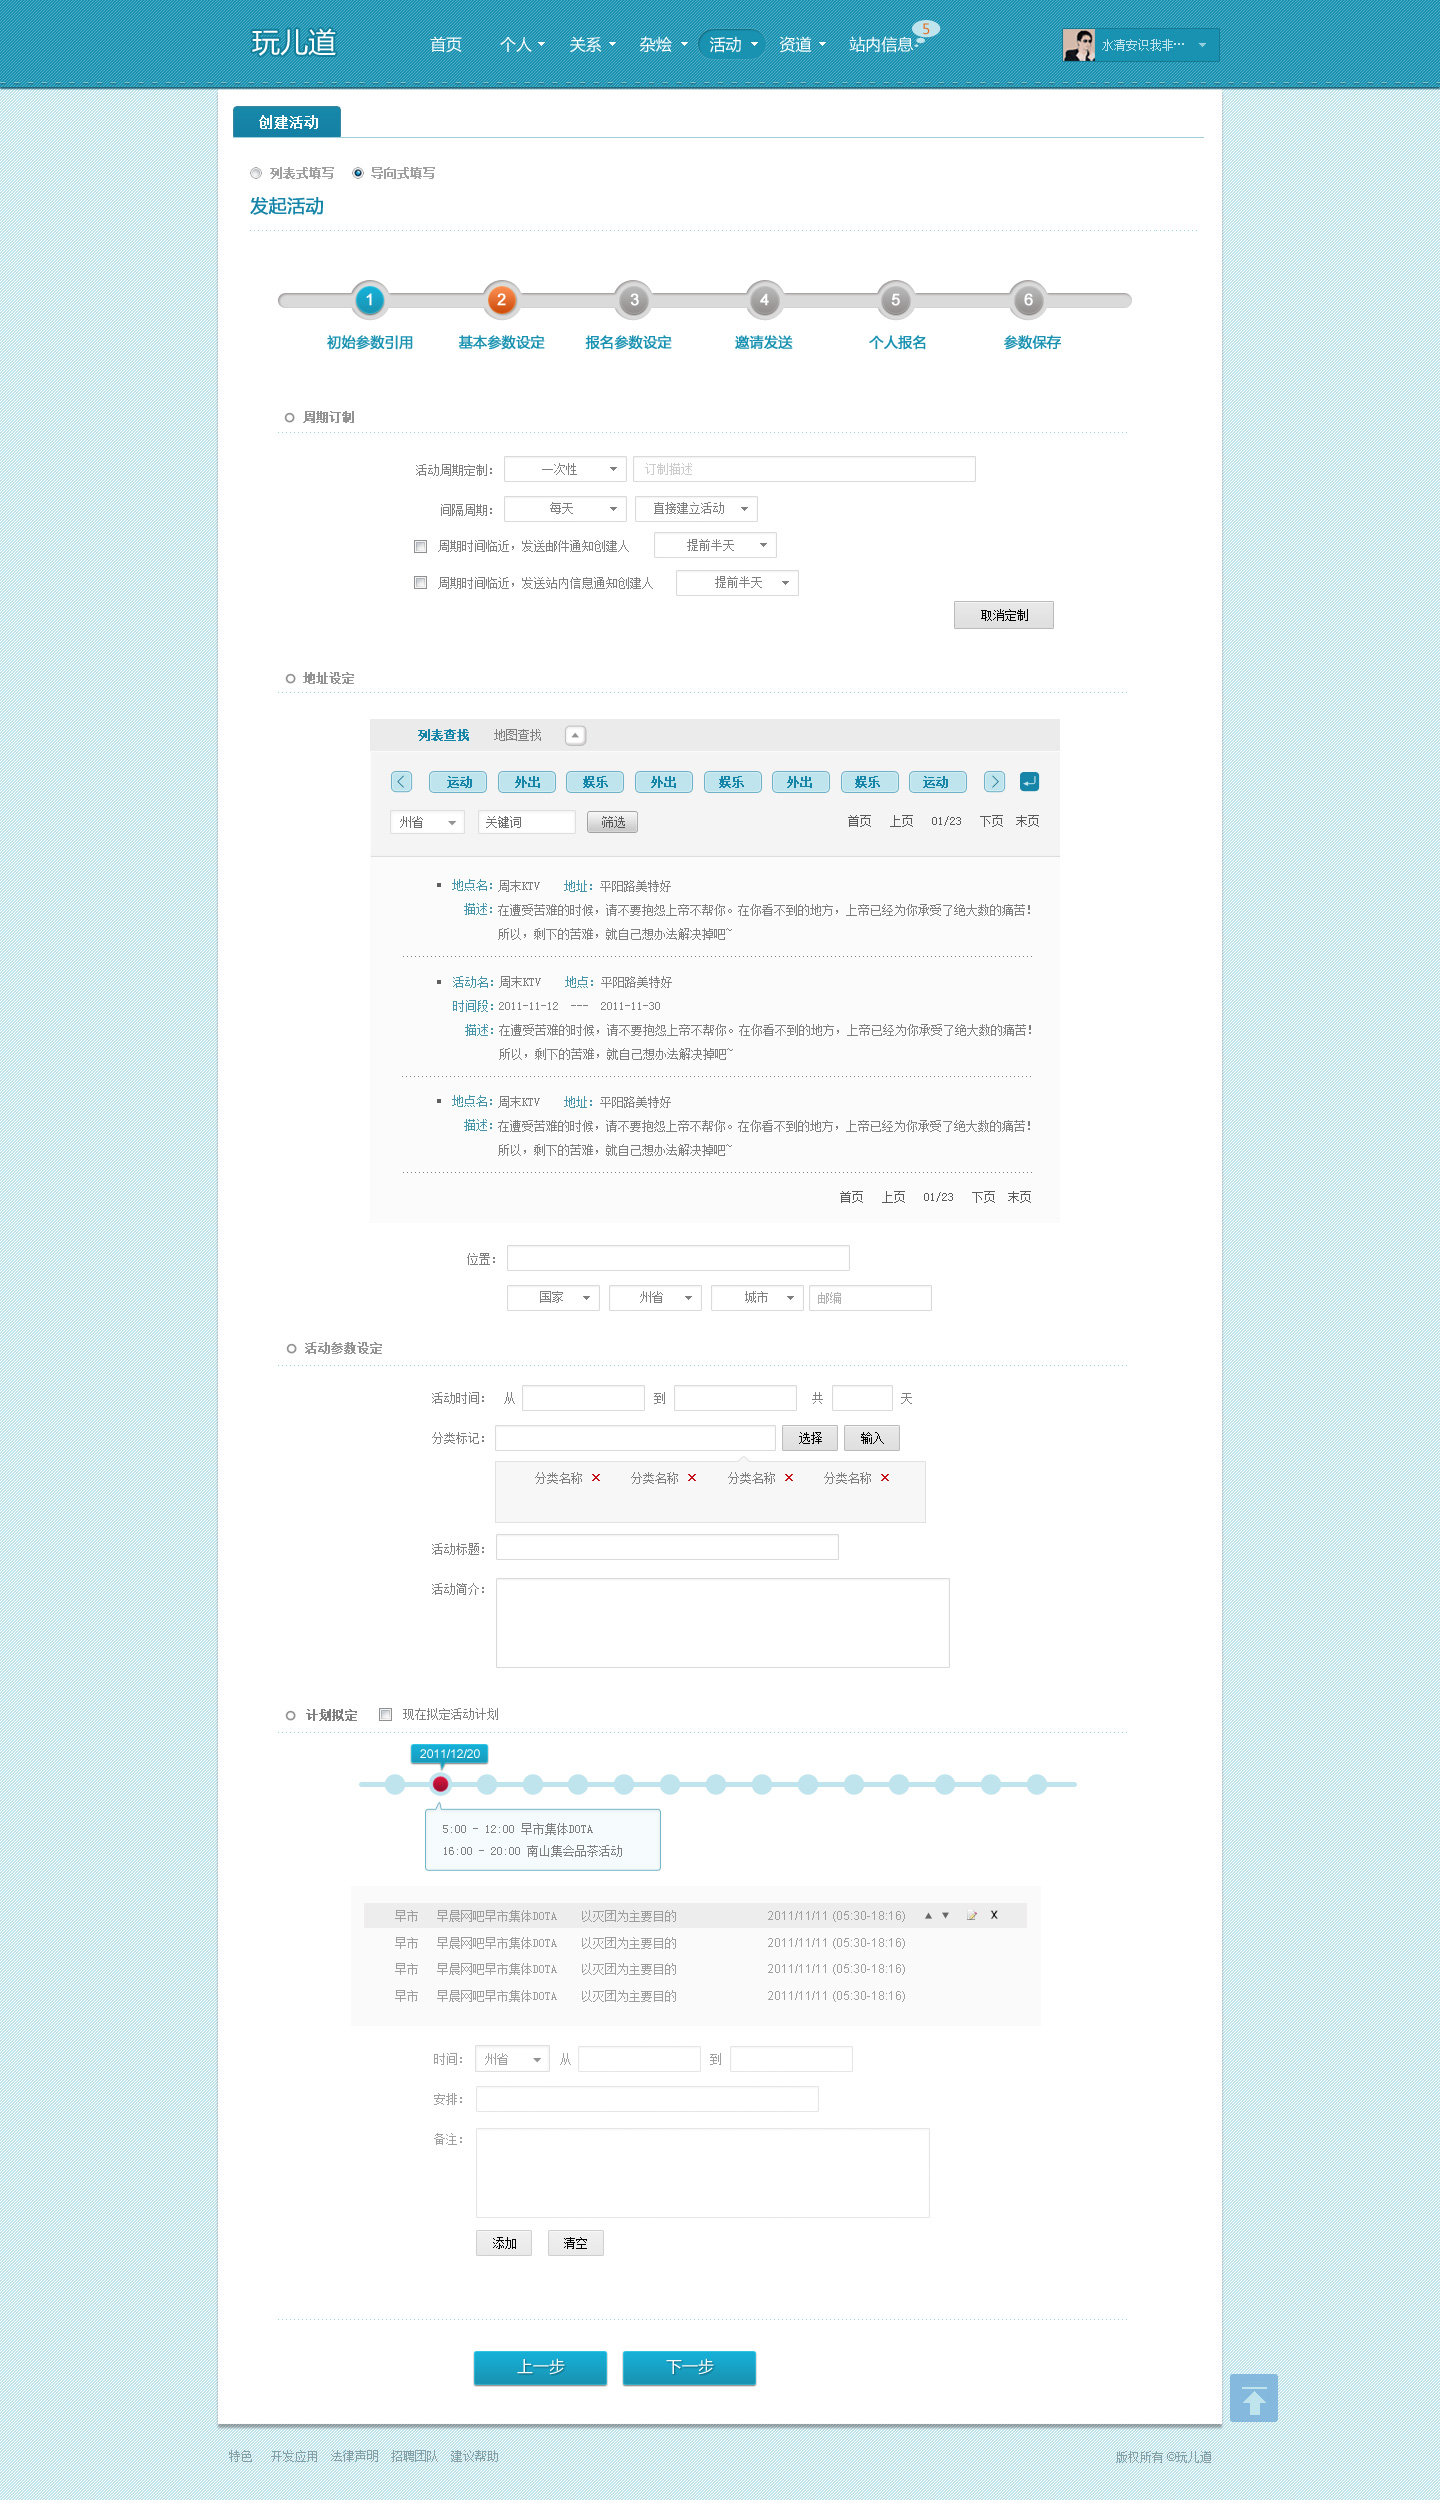 玩儿道 首页 个人 关系 杂烩 活动 资道 站内信息 5 水清安识我非…
创建活动
列表式填写 导向式填写
发起活动
1 2 3 4 5 6
初始参数引用 基本参数设定 报名参数设定 邀请发送 个人报名 参数保存
周期订制
活动周期定制： 一次性 订制描述
间隔周期： 每天 直接建立活动
周期时间临近，发送邮件通知创建人 提前半天
周期时间临近，发送站内信息通知创建人 提前半天
取消定制
地址设定
列表查找 地图查找
运动 外出 娱乐 外出 娱乐 外出 娱乐 运动
州省 关键词 筛选 首页 上页 01/23 下页 末页
地点名：周末KTV 地址：平阳路美特好
描述：在遭受苦难的时候，请不要抱怨上帝不帮你。在你看不到的地方，上帝已经为你承受了绝大数的痛苦！
所以，剩下的苦难，就自己想办法解决掉吧~
活动名：周末KTV 地点：平阳路美特好
时间段：2011-11-12 --- 2011-11-30
描述：在遭受苦难的时候，请不要抱怨上帝不帮你。在你看不到的地方，上帝已经为你承受了绝大数的痛苦！
所以，剩下的苦难，就自己想办法解决掉吧~
地点名：周末KTV 地址：平阳路美特好
描述：在遭受苦难的时候，请不要抱怨上帝不帮你。在你看不到的地方，上帝已经为你承受了绝大数的痛苦！
所以，剩下的苦难，就自己想办法解决掉吧~
首页 上页 01/23 下页 末页
位置：
国家 州省 城市 邮编
活动参数设定
活动时间： 从 到 共 天
分类标记： 选择 输入
分类名称 × 分类名称 × 分类名称 × 分类名称 ×
活动标题：
活动简介：
计划拟定 现在拟定活动计划
2011/12/20
5:00 - 12:00 早市集体DOTA
16:00 - 20:00 南山集会品茶活动
早市 早晨网吧早市集体DOTA 以灭团为主要目的 2011/11/11 (05:30-18:16) X
早市 早晨网吧早市集体DOTA 以灭团为主要目的 2011/11/11 (05:30-18:16)
早市 早晨网吧早市集体DOTA 以灭团为主要目的 2011/11/11 (05:30-18:16)
早市 早晨网吧早市集体DOTA 以灭团为主要目的 2011/11/11 (05:30-18:16)
时间： 州省 从 到
安排：
备注：
添加 清空
上一步 下一步
特色 开发应用 法律声明 招聘团队 建议帮助 版权所有 ©玩儿道